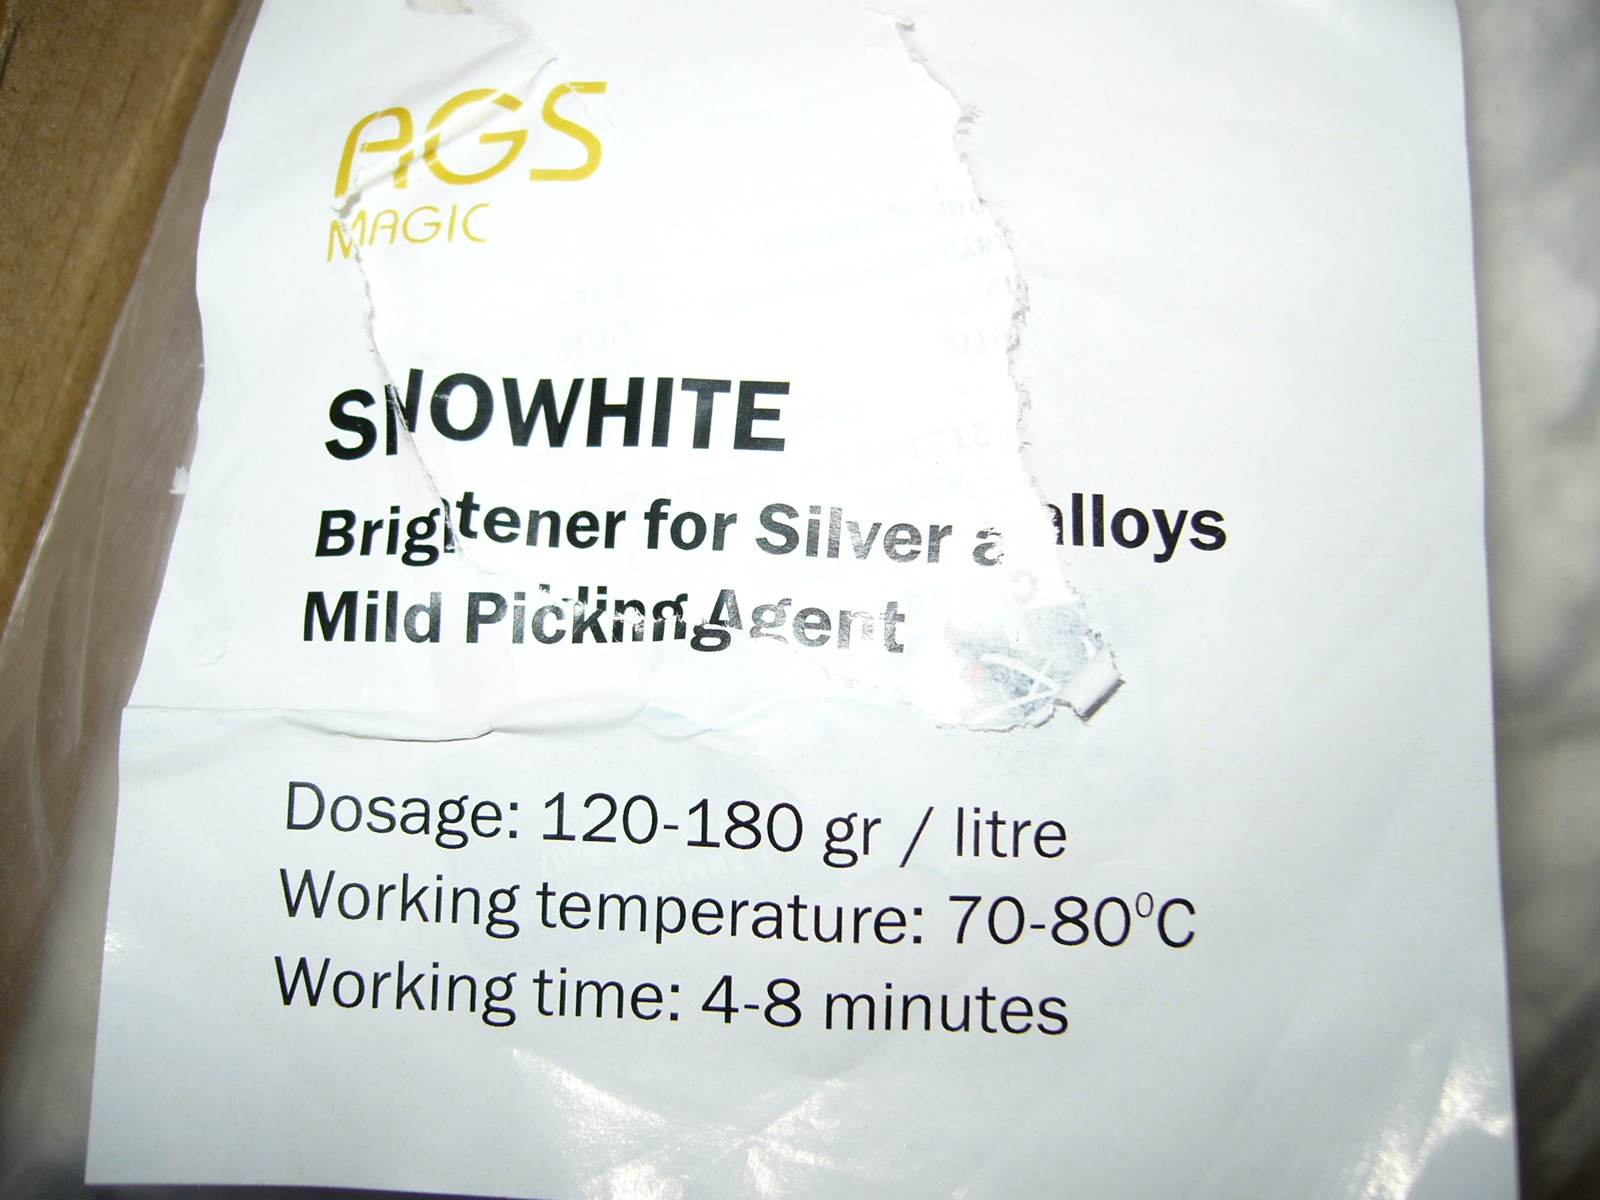 AGS
MAGIC
SNOWHITE
Brightener for Silver alloys
Mild Pickling Agent
Dosage: 120-180 gr / litre
Working temperature: 70-80°C
Working time: 4-8 minutes